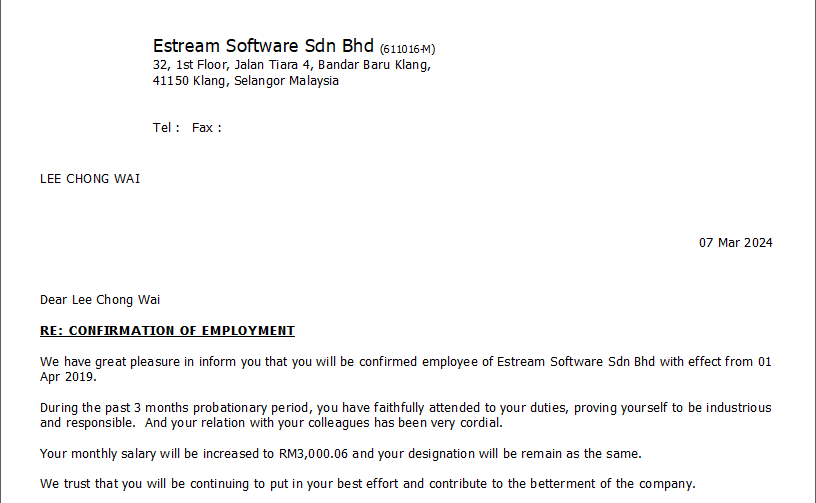 Estream Software Sdn Bhd (611016-M)
32, 1st Floor, Jalan Tiara 4, Bandar Baru Klang,
41150 Klang, Selangor Malaysia
Tel :   Fax :
LEE CHONG WAI
07 Mar 2024
Dear Lee Chong Wai
RE: CONFIRMATION OF EMPLOYMENT
We have great pleasure in inform you that you will be confirmed employee of Estream Software Sdn Bhd with effect from 01
Apr 2019.
During the past 3 months probationary period, you have faithfully attended to your duties, proving yourself to be industrious
and responsible.  And your relation with your colleagues has been very cordial.
Your monthly salary will be increased to RM3,000.06 and your designation will be remain as the same.
We trust that you will be continuing to put in your best effort and contribute to the betterment of the company.